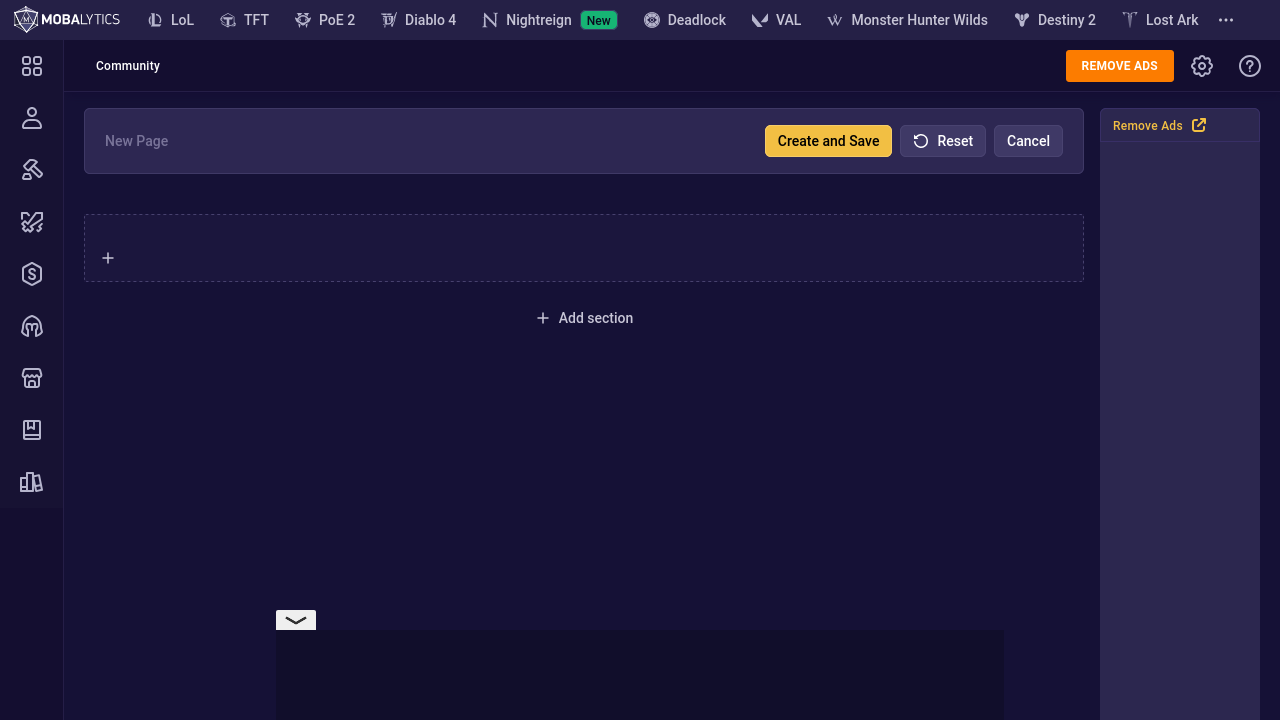 MOBALYTICS
LoL
TFT
PoE 2
Diablo 4
Nightreign
New
Deadlock
VAL
Monster Hunter Wilds
Destiny 2
Lost Ark
Community
REMOVE ADS
New Page
Create and Save
Reset
Cancel
Remove Ads
Add section